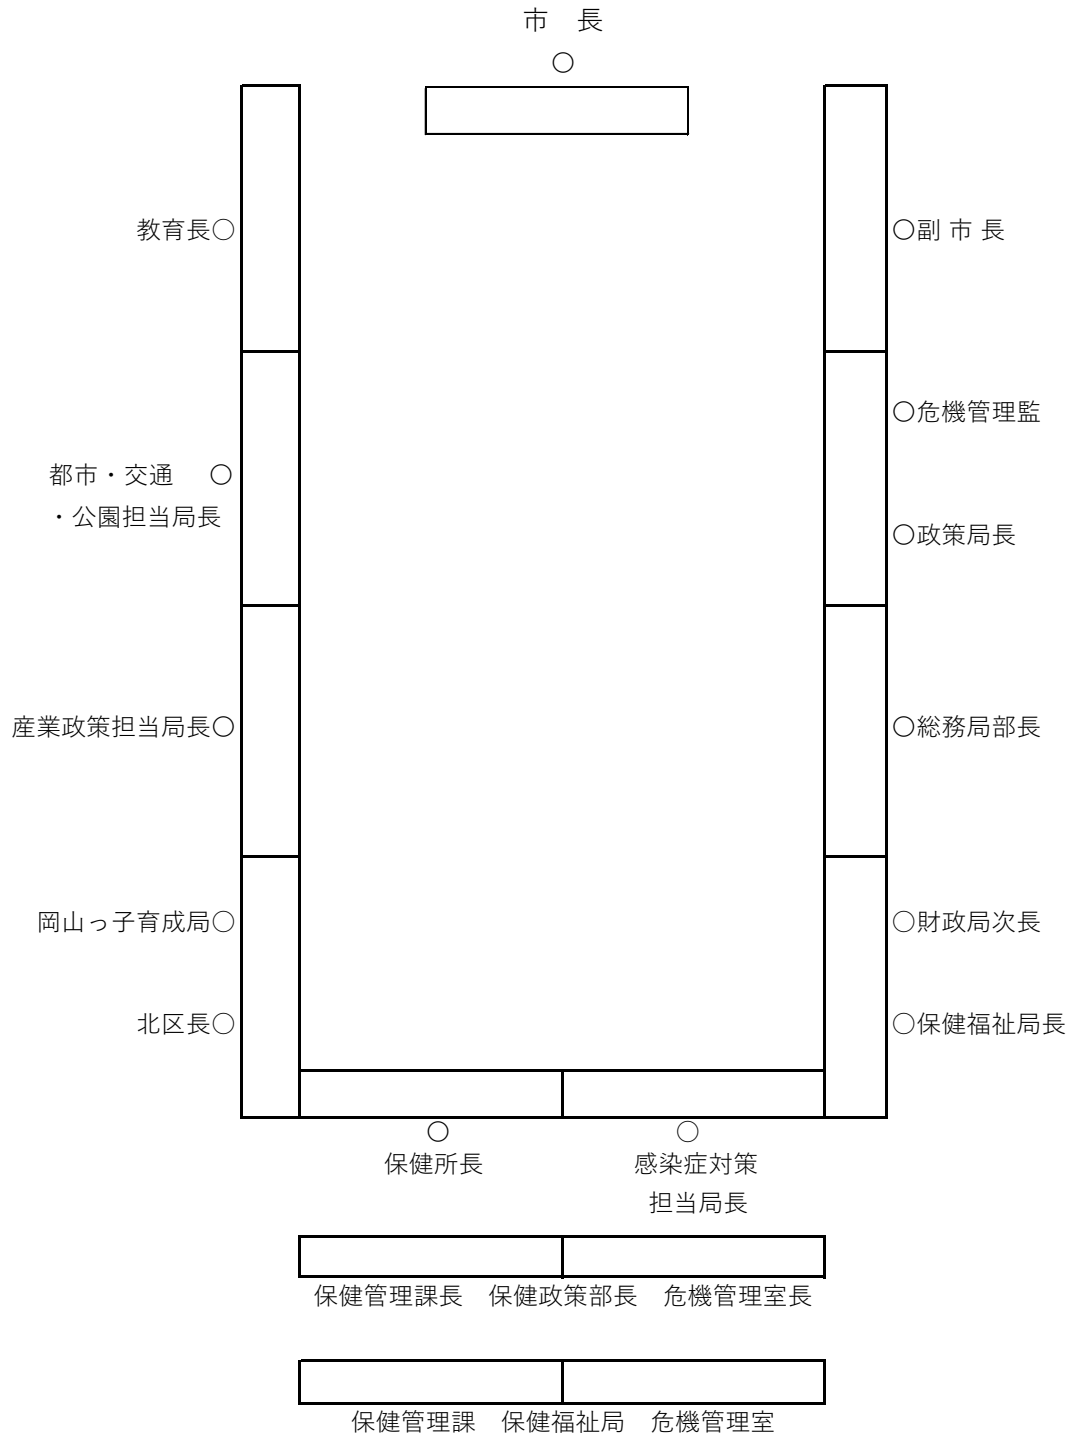 市　長
○
教育長○
○副 市 長
○危機管理監
都市・交通　○
・公園担当局長
○政策局長
産業政策担当局長○
○総務局部長
岡山っ子育成局○
○財政局次長
北区長○
○保健福祉局長
○　○
保健所長　感染症対策
担当局長
保健管理課長　保健政策部長　危機管理室長
保健管理課　保健福祉局　危機管理室